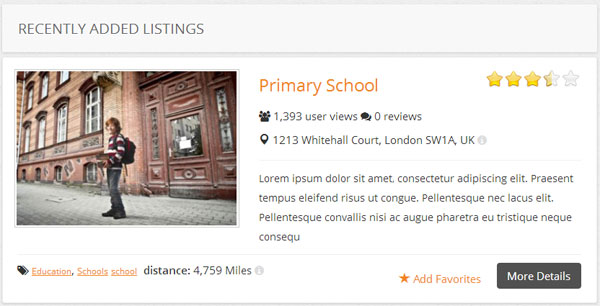 RECENTLY ADDED LISTINGS
Primary School
1,393 user views 0 reviews
1213 Whitehall Court, London SW1A, UK
Lorem ipsum dolor sit amet, consectetur adipiscing elit. Praesent
tempus eleifend risus ut congue. Pellentesque nec lacus elit.
Pellentesque convallis nisi ac augue pharetra eu tristique neque
consequ
Education, Schools school distance: 4,759 Miles
Add Favorites
More Details